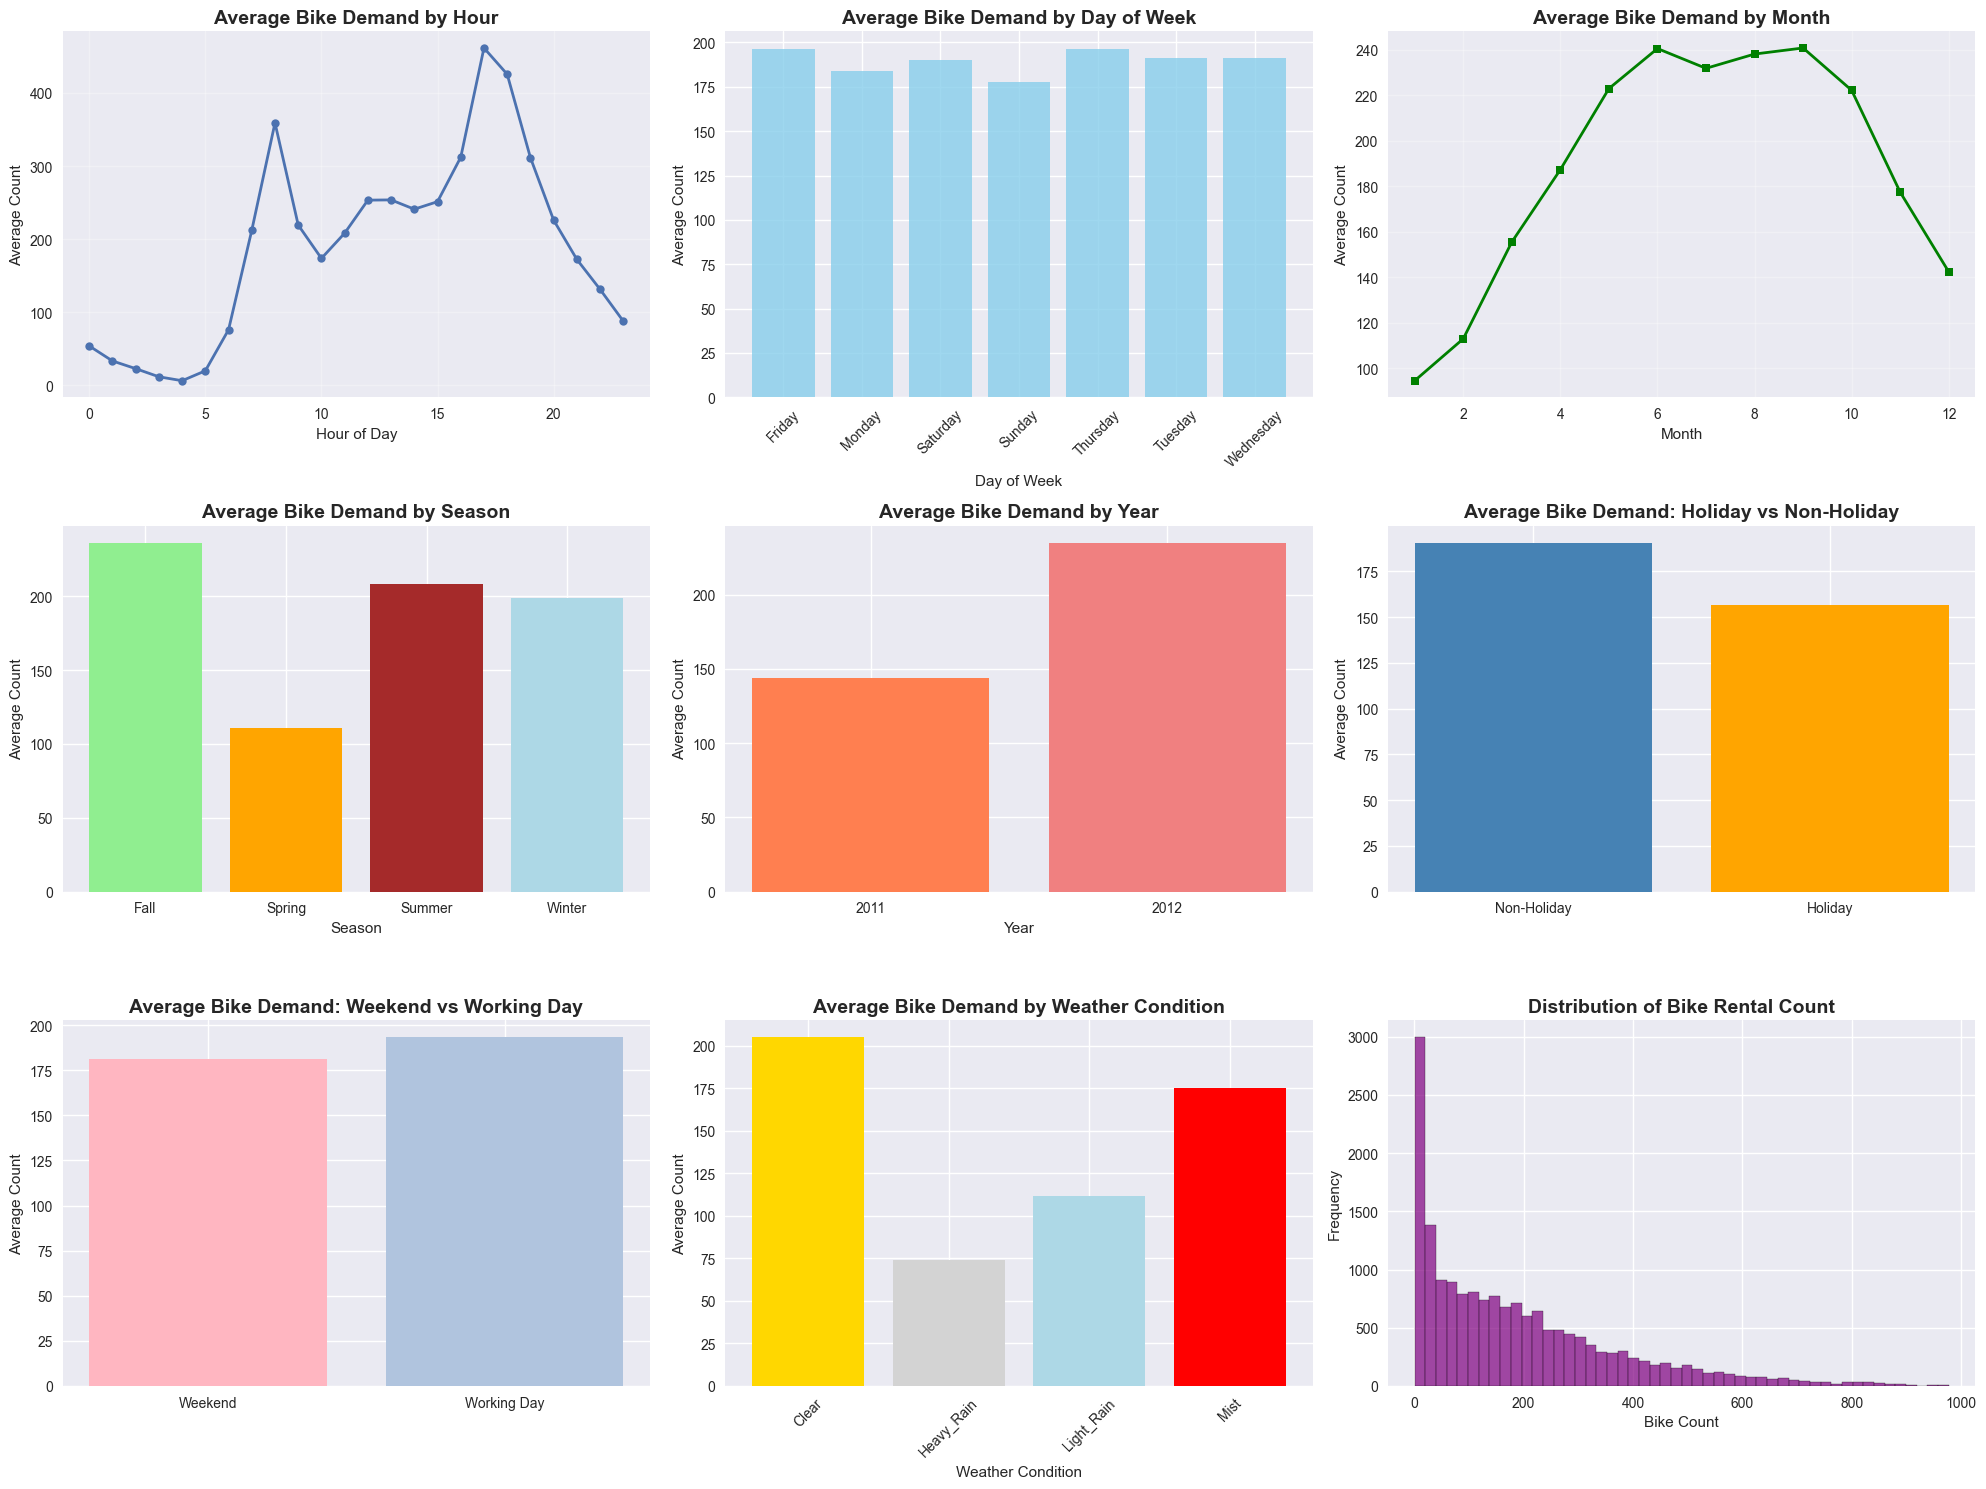 Average Bike Demand by Hour
Average Count
400
300
200
100
0
0 5 10 15 20
Hour of Day
Average Bike Demand by Day of Week
Average Count
200
175
150
125
100
75
50
25
0
Friday Monday Saturday Sunday Thursday Tuesday Wednesday
Day of Week
Average Bike Demand by Month
Average Count
240
220
200
180
160
140
120
100
2 4 6 8 10 12
Month
Average Bike Demand by Season
Average Count
200
150
100
50
0
Fall Spring Summer Winter
Season
Average Bike Demand by Year
Average Count
200
150
100
50
0
2011 2012
Year
Average Bike Demand: Holiday vs Non-Holiday
Average Count
175
150
125
100
75
50
25
0
Non-Holiday Holiday
Average Bike Demand: Weekend vs Working Day
Average Count
200
175
150
125
100
75
50
25
0
Weekend Working Day
Average Bike Demand by Weather Condition
Average Count
200
175
150
125
100
75
50
25
0
Clear Heavy_Rain Light_Rain Mist
Weather Condition
Distribution of Bike Rental Count
Frequency
3000
2500
2000
1500
1000
500
0
0 200 400 600 800 1000
Bike Count